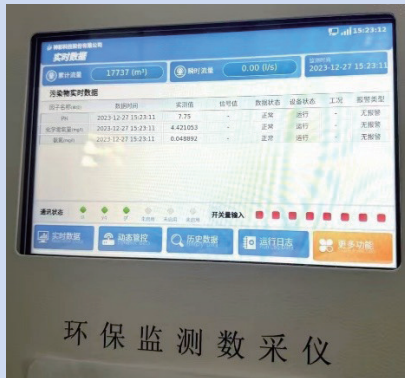 15:23:12
实时数据
累计流量 17737 (m³) 瞬时流量 0.00 (l/s) 2023-12-27 15:23:11
污染物实时数据
数据时间 实测值 信号值 数据状态 设备状态 工况 报警类型
PH 2023-12-27 15:23:11 7.75 - 正常 运行 - 无报警
化学需氧量mg/l 2023-12-27 15:23:11 4.421053 - 正常 运行 - 无报警
氨氮mg/l 2023-12-27 15:23:11 0.048892 - 正常 运行 - 无报警
通讯状态 开关量输入
实时数据 动态管控 历史数据 运行日志 更多功能
环保监测数采仪